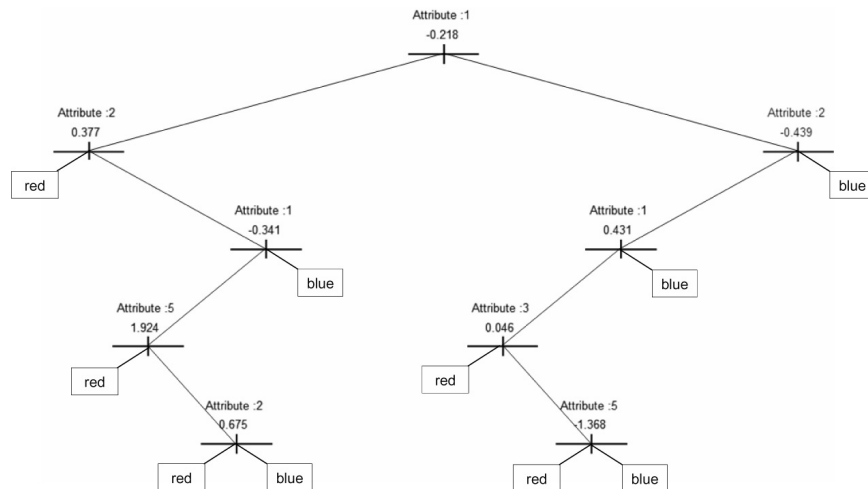 Attribute :1
-0.218
Attribute :2
0.377
Attribute :2
-0.439
red
blue
Attribute :1
-0.341
Attribute :1
0.431
blue
blue
Attribute :5
1.924
Attribute :3
0.046
red
red
Attribute :2
0.675
Attribute :5
-1.368
red
blue
red
blue